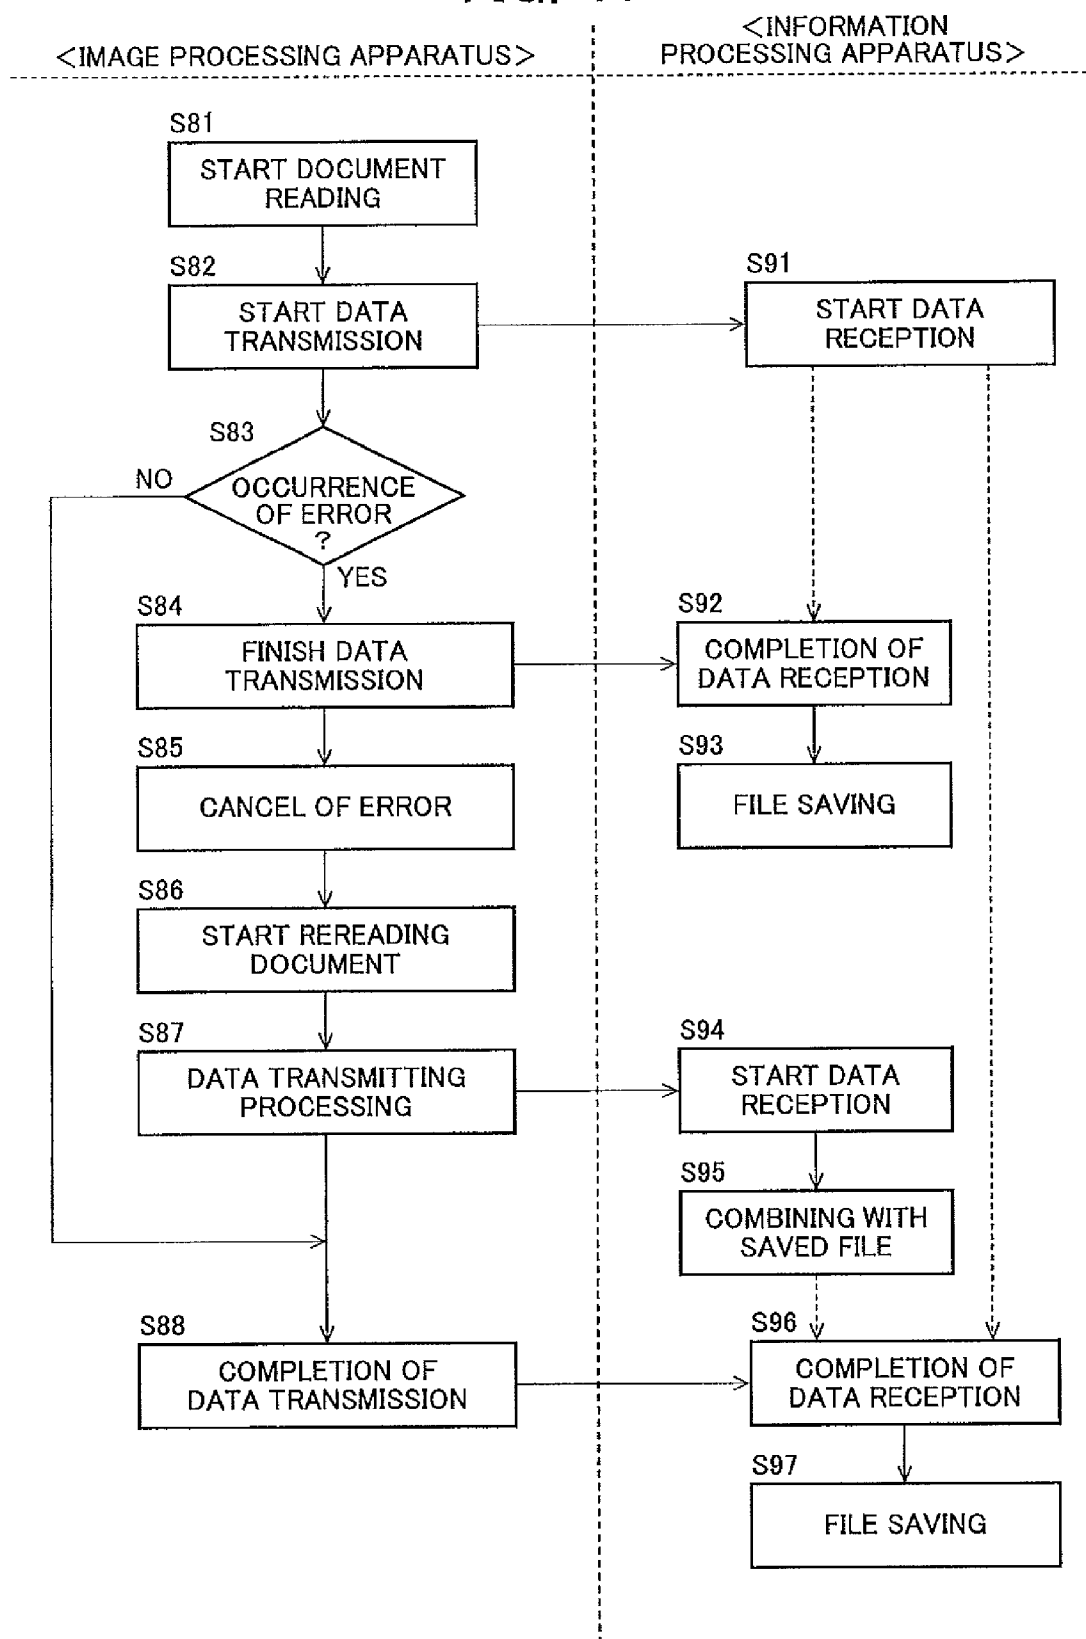 <IMAGE PROCESSING APPARATUS>
<INFORMATION
PROCESSING APPARATUS>
S81
START DOCUMENT
READING
S82
START DATA
TRANSMISSION
S91
START DATA
RECEPTION
S83
NO
OCCURRENCE
OF ERROR
?
YES
S84
FINISH DATA
TRANSMISSION
S92
COMPLETION OF
DATA RECEPTION
S85
CANCEL OF ERROR
S93
FILE SAVING
S86
START REREADING
DOCUMENT
S87
DATA TRANSMITTING
PROCESSING
S94
START DATA
RECEPTION
S95
COMBINING WITH
SAVED FILE
S88
COMPLETION OF
DATA TRANSMISSION
S96
COMPLETION OF
DATA RECEPTION
S97
FILE SAVING